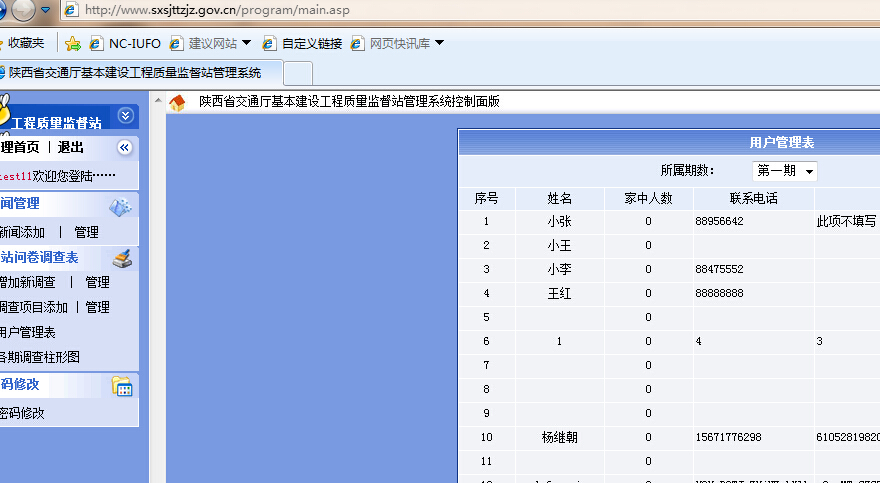 http://www.sxsjttzjz.gov.cn/program/main.asp
收藏夹 NC-IUFO 建议网站 自定义链接 网页快讯库
陕西省交通厅基本建设工程质量监督站管理系统
陕西省交通厅基本建设工程质量监督站管理系统控制面版
工程质量监督站
理首页 | 退出
test11欢迎您登陆……
闻管理
新闻添加 | 管理
站问卷调查表
增加新调查 | 管理
调查项目添加 | 管理
用户管理表
各期调查柱形图
码修改
密码修改
用户管理表
所属期数: 第一期
序号 姓名 家中人数 联系电话
1 小张 0 88956642 此项不填写
2 小王 0
3 小李 0 88475552
4 王红 0 88888888
5 0
6 1 0 4 3
7 0
8 0
9 0
10 杨继朝 0 15671776298 6105281982
11 0